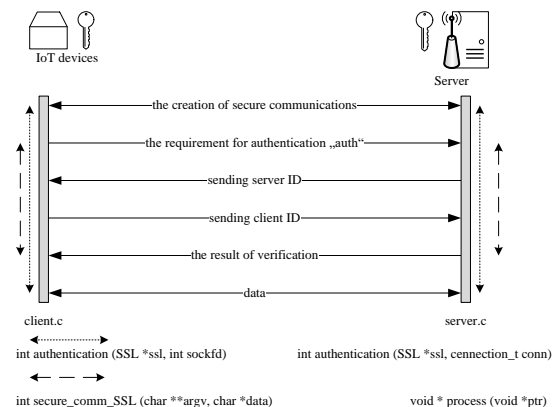 IoT devices
Server
the creation of secure communications
the requirement for authentication „auth“
sending server ID
sending client ID
the result of verification
data
client.c
server.c
int authentication (SSL *ssl, int sockfd)
int authentication (SSL *ssl, cennection_t conn)
int secure_comm_SSL (char **argv, char *data)
void * process (void *ptr)